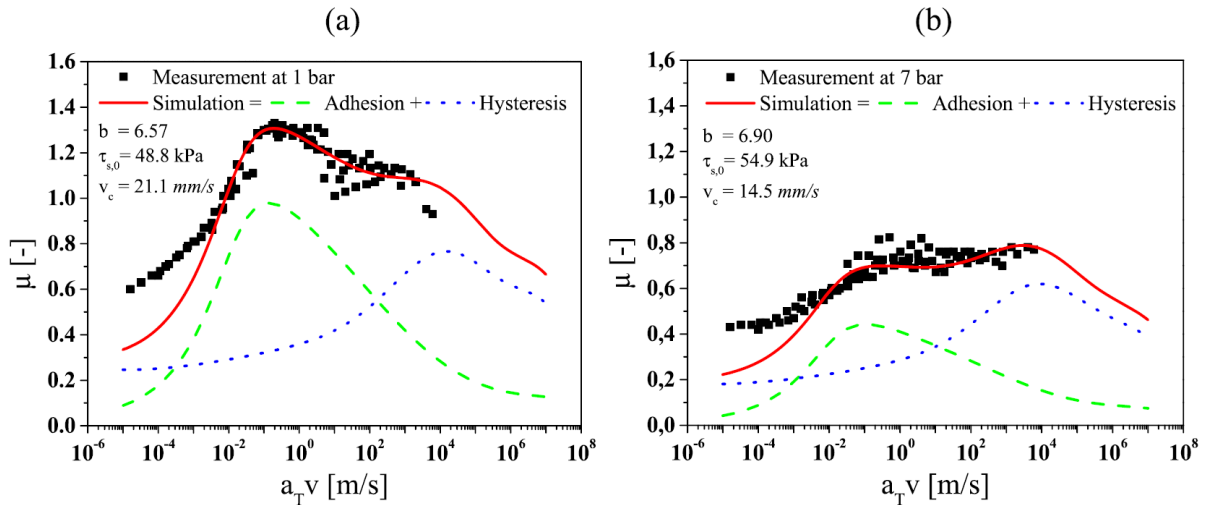 (a)
1.6
1.4
1.2
1.0
0.8
0.6
0.4
0.2
0.0
μ [-]
Measurement at 1 bar
Simulation = Adhesion + Hysteresis
b = 6.57
τs,0= 48.8 kPa
vc = 21.1 mm/s
10-6 10-4 10-2 100 102 104 106 108
aTv [m/s]
(b)
1,6
1,4
1,2
1,0
0,8
0,6
0,4
0,2
0,0
μ [-]
Measurement at 7 bar
Simulation = Adhesion + Hysteresis
b = 6.90
τs,0= 54.9 kPa
vc = 14.5 mm/s
10-6 10-4 10-2 100 102 104 106 108
aTv [m/s]